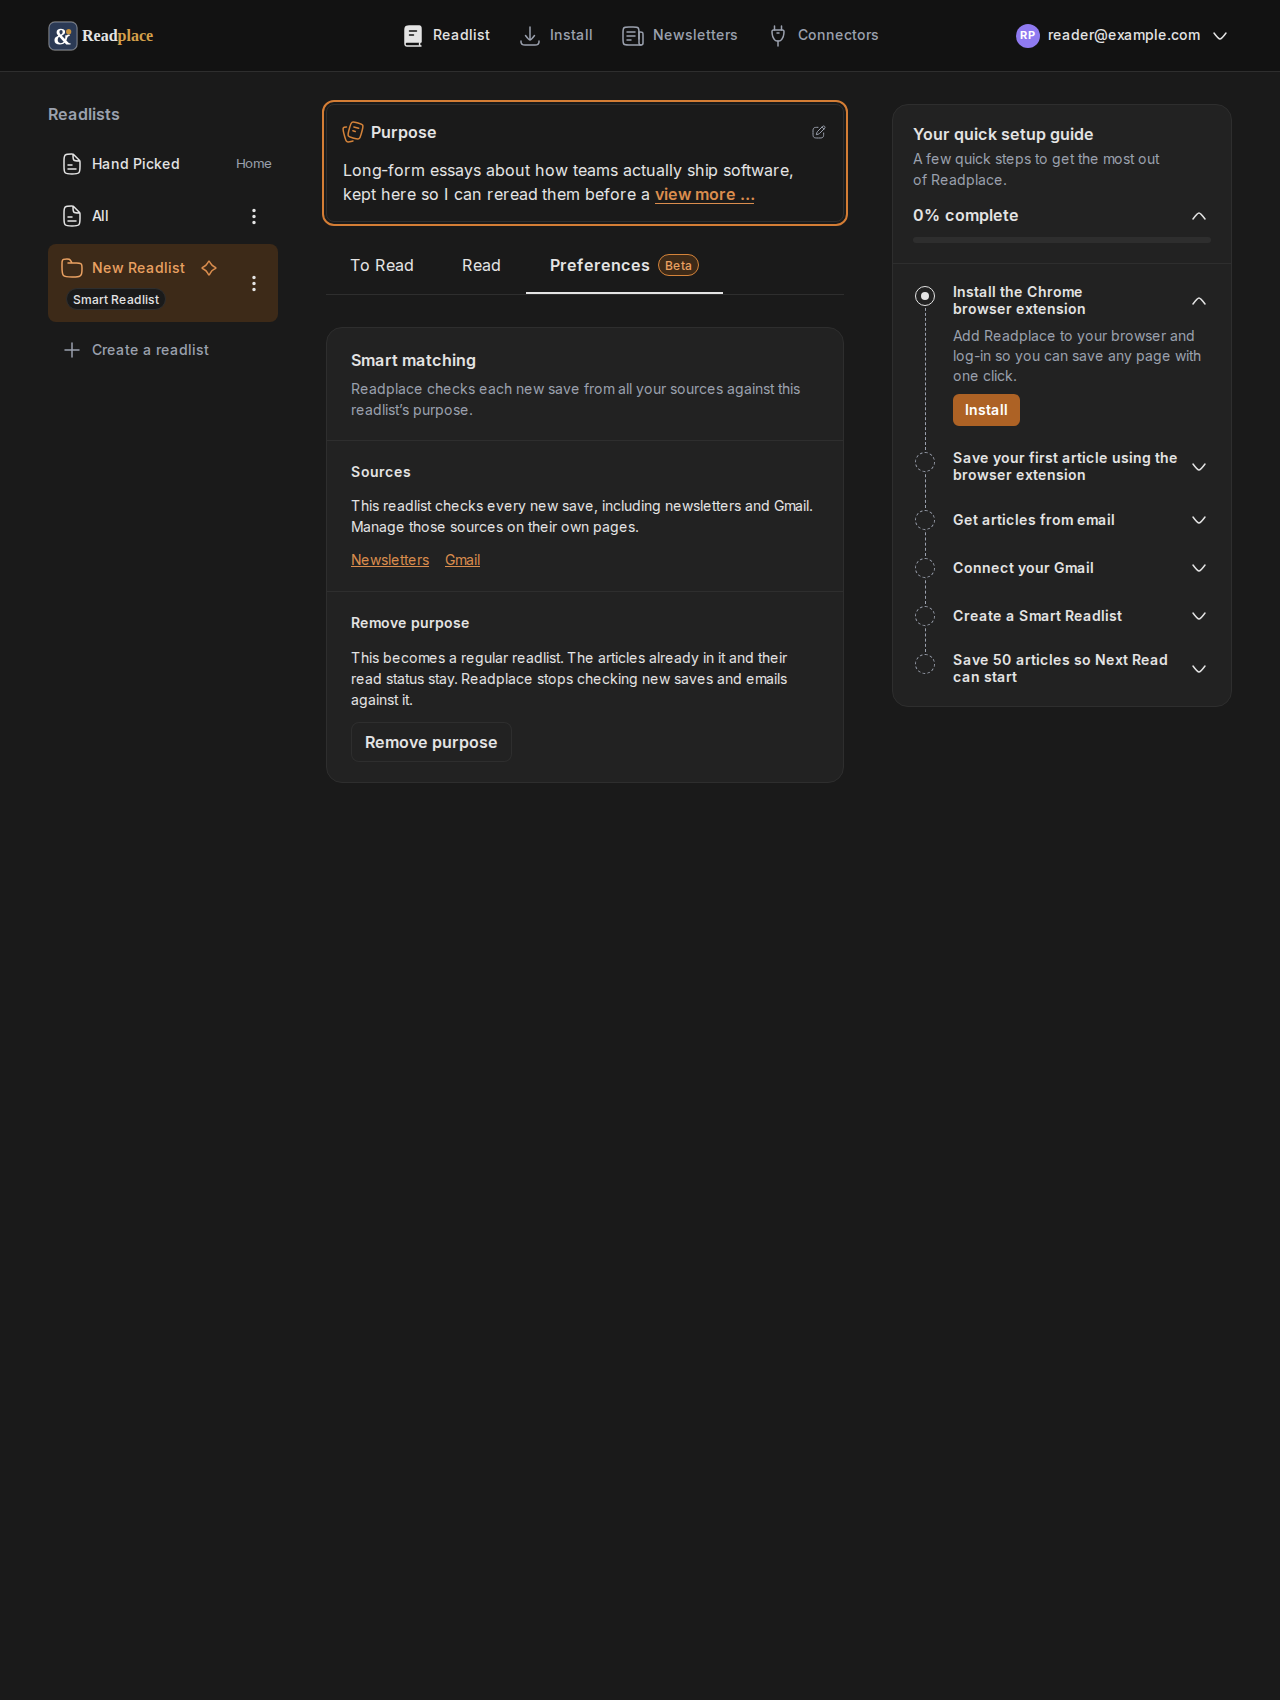 & Readplace
Readlist
Install
Newsletters
Connectors
RP reader@example.com
Readlists
Hand Picked
Home
All
New Readlist
Smart Readlist
Create a readlist
Purpose
Long-form essays about how teams actually ship software,
kept here so I can reread them before a view more ...
To Read
Read
Preferences Beta
Smart matching
Readplace checks each new save from all your sources against this
readlist’s purpose.
Sources
This readlist checks every new save, including newsletters and Gmail.
Manage those sources on their own pages.
Newsletters Gmail
Remove purpose
This becomes a regular readlist. The articles already in it and their
read status stay. Readplace stops checking new saves and emails
against it.
Remove purpose
Your quick setup guide
A few quick steps to get the most out
of Readplace.
0% complete
Install the Chrome
browser extension
Add Readplace to your browser and
log-in so you can save any page with
one click.
Install
Save your first article using the
browser extension
Get articles from email
Connect your Gmail
Create a Smart Readlist
Save 50 articles so Next Read
can start